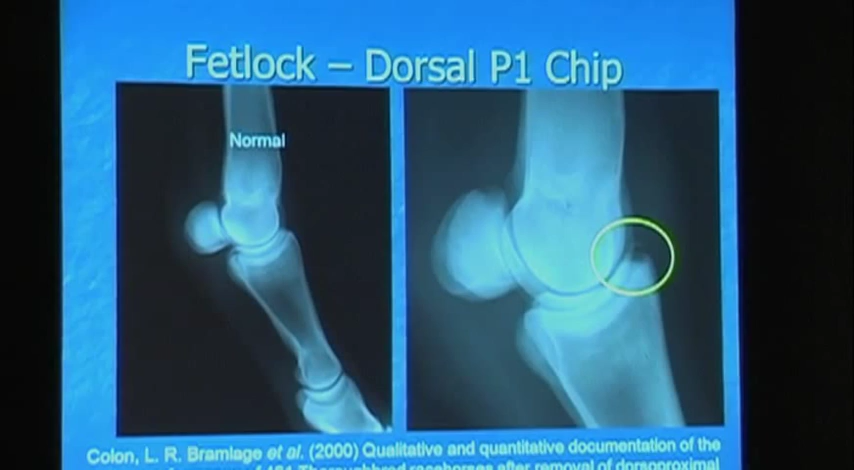 Fetlock – Dorsal P1 Chip
Normal
Colon, L. R. Bramlage et al. (2000) Qualitative and quantitative documentation of the
Thoroughbred racehorses after removal of dorsoproximal